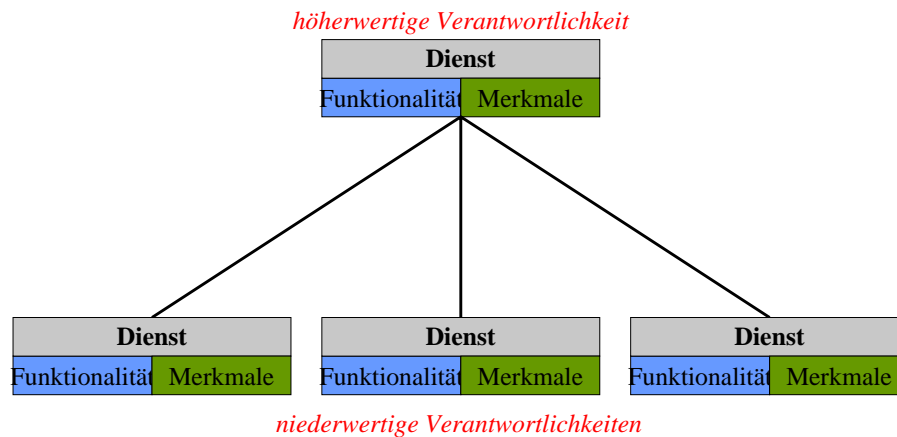 höherwertige Verantwortlichkeit
Dienst
Funktionalität Merkmale
Dienst Dienst Dienst
Funktionalität Merkmale Funktionalität Merkmale Funktionalität Merkmale
niederwertige Verantwortlichkeiten